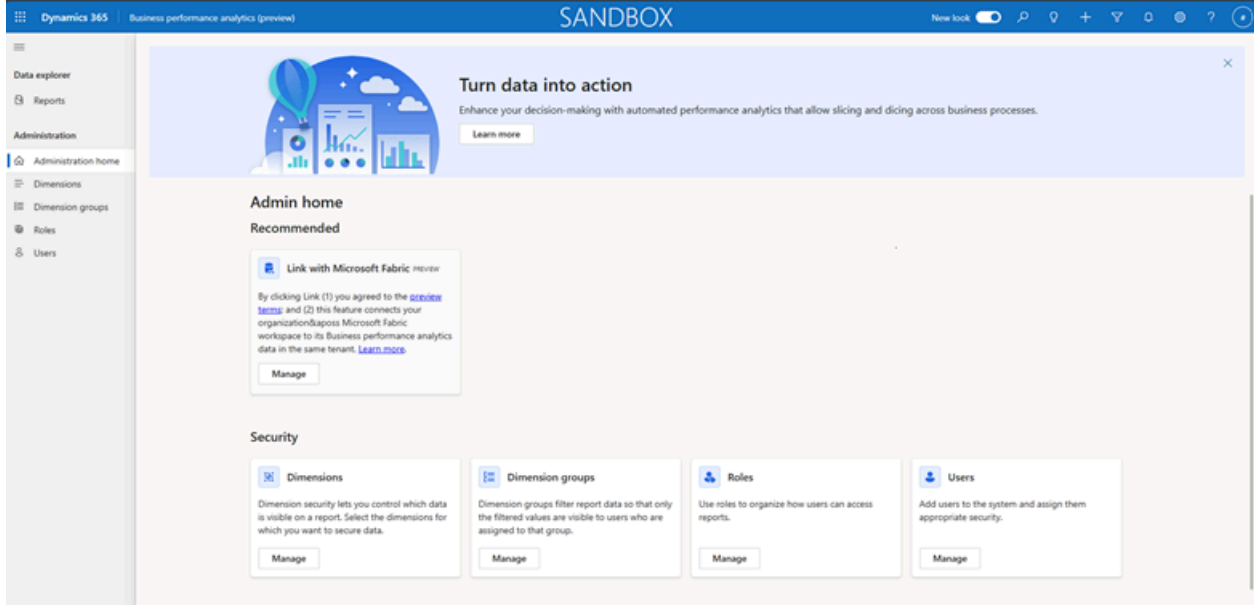 Dynamics 365
Business performance analytics (preview)
SANDBOX
New look
Data explorer
Reports
Administration
Administration home
Dimensions
Dimension groups
Roles
Users
Turn data into action
Enhance your decision-making with automated performance analytics that allow slicing and dicing across business processes.
Learn more
Admin home
Recommended
Link with Microsoft Fabric PREVIEW
By clicking Link (1) you agreed to the preview
terms; and (2) this feature connects your
organization&aposs Microsoft Fabric
workspace to its Business performance analytics
data in the same tenant. Learn more.
Manage
Security
Dimensions
Dimension security lets you control which data
is visible on a report. Select the dimensions for
which you want to secure data.
Manage
Dimension groups
Dimension groups filter report data so that only
the filtered values are visible to users who are
assigned to that group.
Manage
Roles
Use roles to organize how users can access
reports.
Manage
Users
Add users to the system and assign them
appropriate security.
Manage